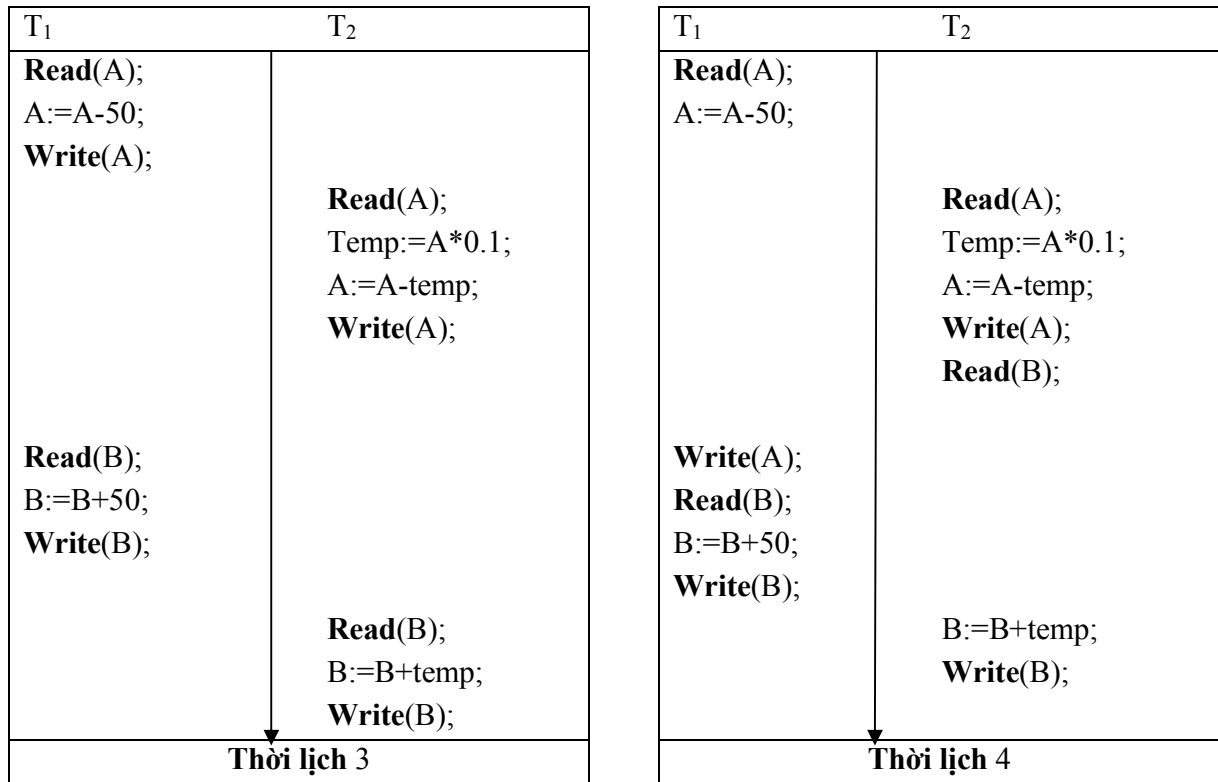 T₁ T₂
Read(A);
A:=A-50;
Write(A);
Read(A);
Temp:=A*0.1;
A:=A-temp;
Write(A);
Read(B);
B:=B+50;
Write(B);
Read(B);
B:=B+temp;
Write(B);
Thời lịch 3
T₁ T₂
Read(A);
A:=A-50;
Read(A);
Temp:=A*0.1;
A:=A-temp;
Write(A);
Read(B);
Write(A);
Read(B);
B:=B+50;
Write(B);
B:=B+temp;
Write(B);
Thời lịch 4